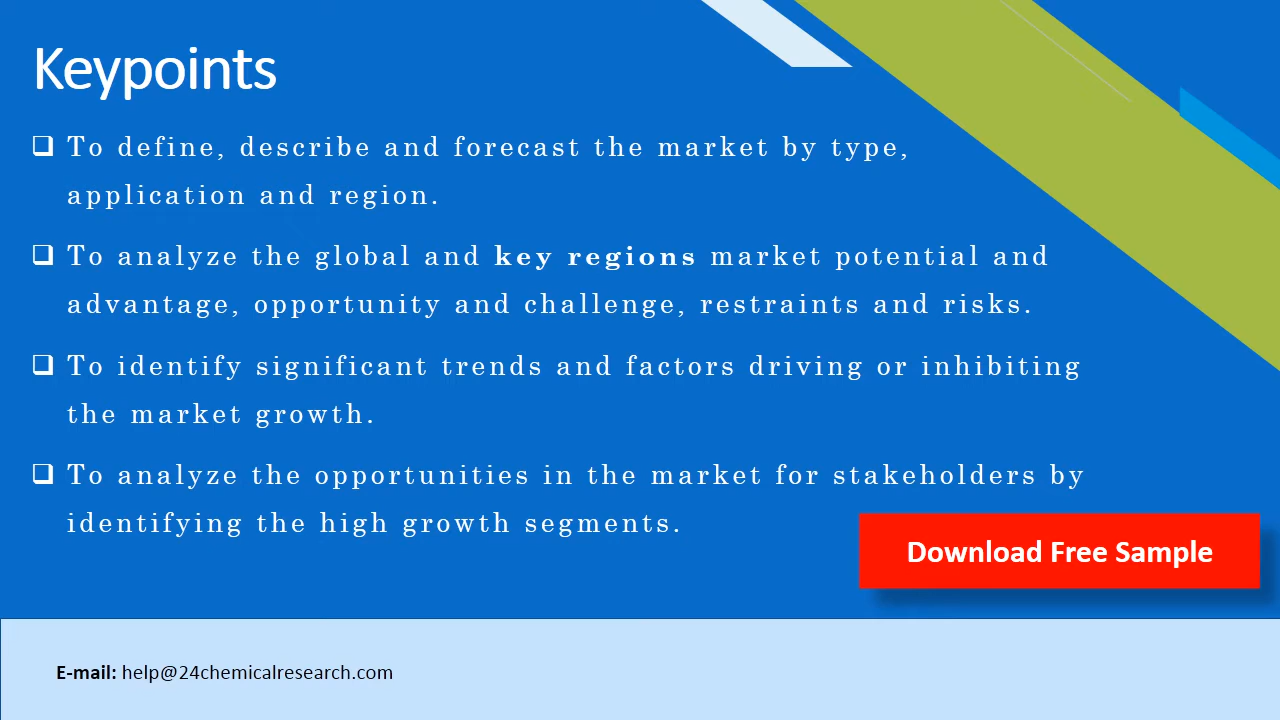 Keypoints
❑ To define, describe and forecast the market by type,
application and region.
❑ To analyze the global and key regions market potential and
advantage, opportunity and challenge, restraints and risks.
❑ To identify significant trends and factors driving or inhibiting
the market growth.
❑ To analyze the opportunities in the market for stakeholders by
identifying the high growth segments.
Download Free Sample
E-mail: help@24chemicalresearch.com